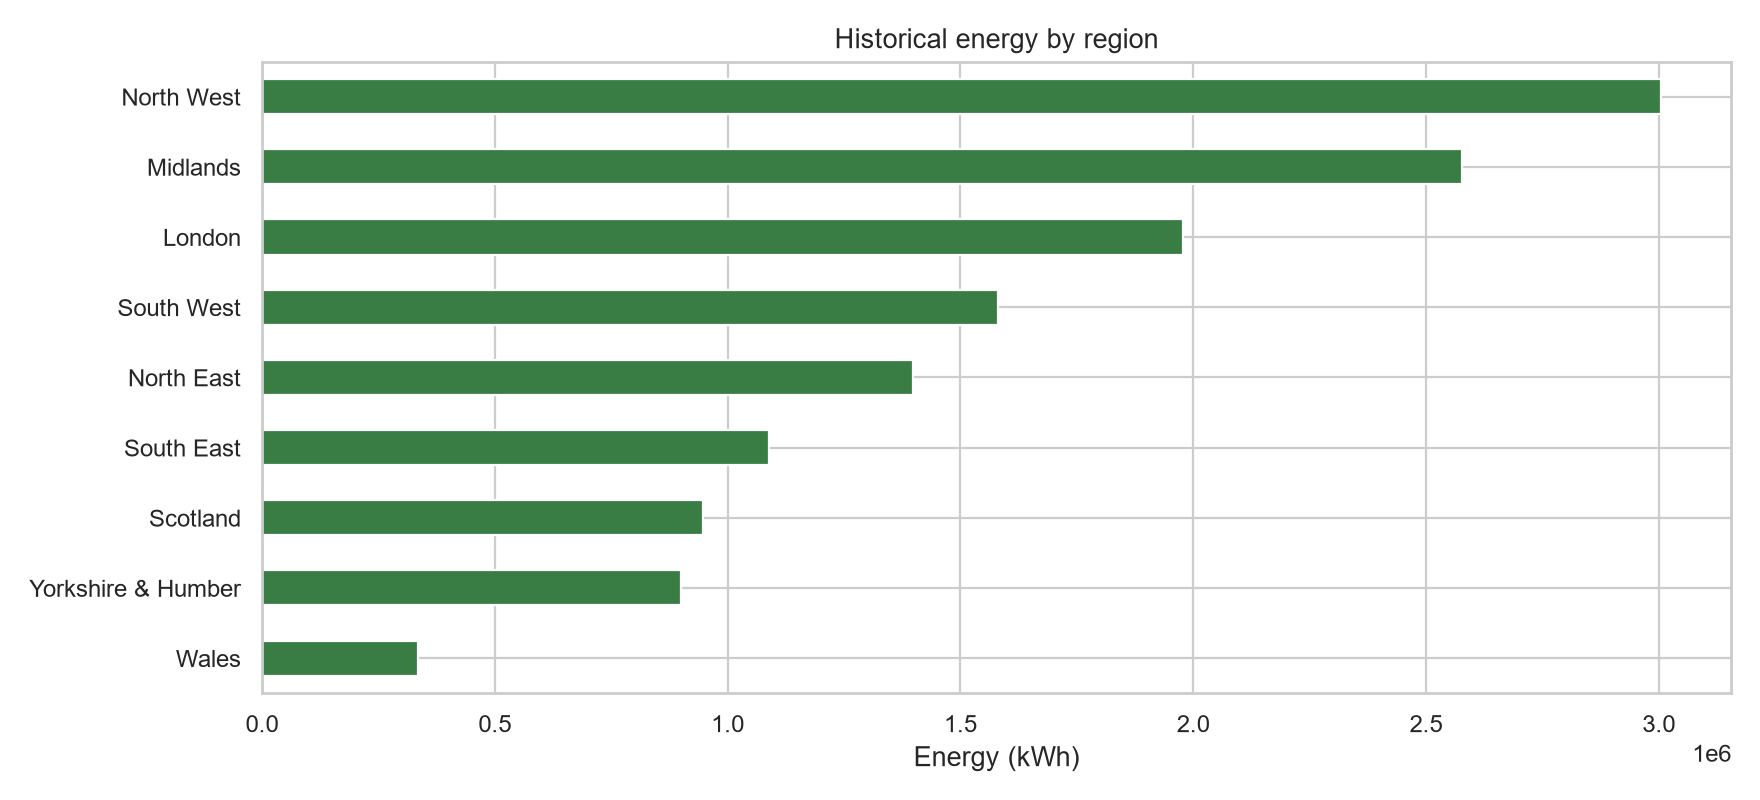 Historical energy by region
North West
Midlands
London
South West
North East
South East
Scotland
Yorkshire & Humber
Wales
0.0 0.5 1.0 1.5 2.0 2.5 3.0
Energy (kWh)
1e6